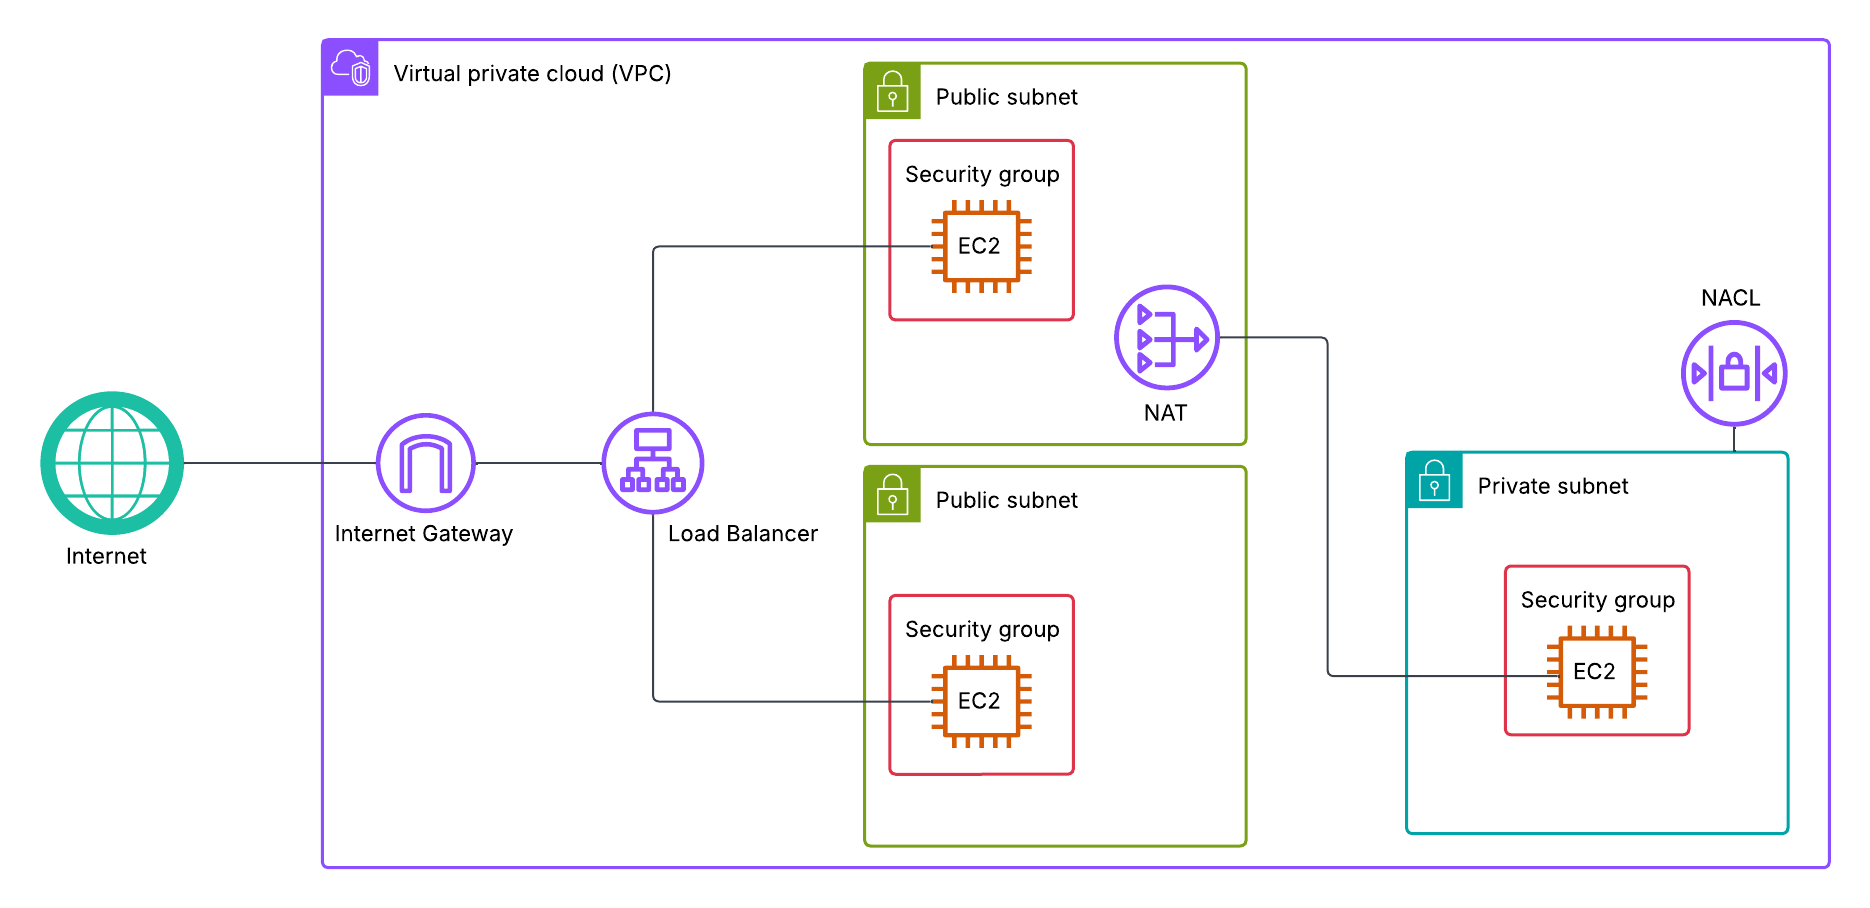 Virtual private cloud (VPC)
Public subnet
Security group
EC2
NAT
NACL
Internet
Internet Gateway
Load Balancer
Public subnet
Security group
EC2
Private subnet
Security group
EC2